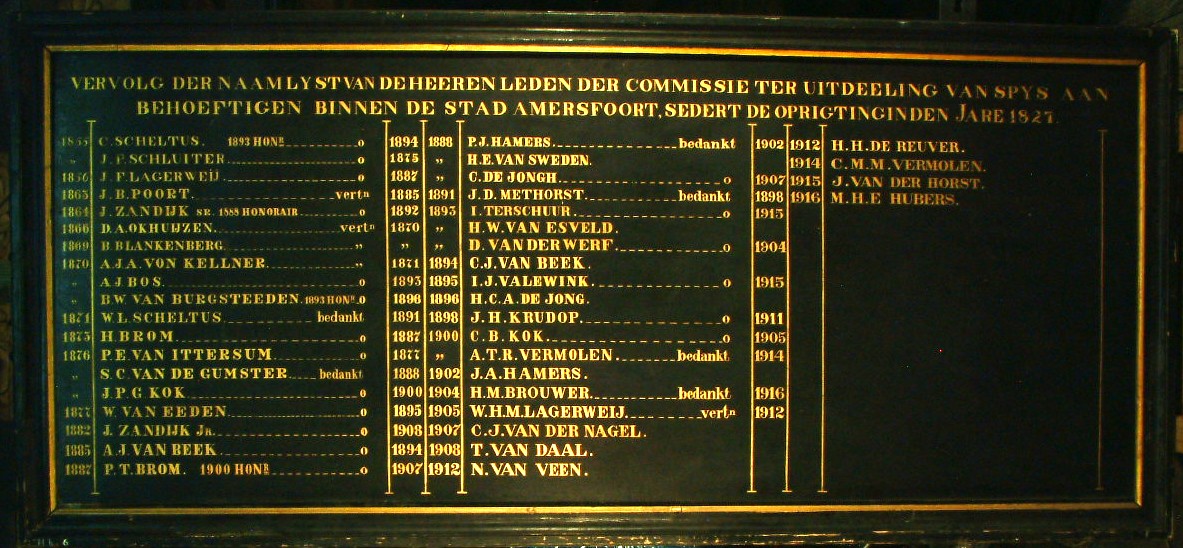 VERVOLG DER NAAMLYST VAN DE HEEREN LEDEN DER COMMISSIE TER UITDEELING VAN SPYS AAN
BEHOEFTIGEN BINNEN DE STAD AMERSFOORT, SEDERT DE OPRIGTING IN DEN JARE 1827.
C. SCHELTUS. 1893 HONR. o 1894
„ J. F. SCHLUITER o 1875
1856 J. F. LAGERWEIJ o 1887
1863 J. B. POORT. vertn 1885
1864 J. ZANDIJK SR. 1888 HONORAIR o 1892
1866 D. A. OKHUIJZEN. vertn 1870
1869 B BLANKENBERG. „ „
1870 A.J.A. VON KELLNER. „ 1871
„ A J BOS o 1893
„ B.W. VAN BURGSTEEDEN. 1893 HONR. o 1896
1871 W. L. SCHELTUS bedankt 1891
1875 H. BROM o 1887
1876 P. E. VAN ITTERSUM o 1877
„ S. C. VAN DE GUMSTER bedankt 1888
„ J. P. G KOK o 1900
1877 W. VAN EEDEN. o 1895
1882 J. ZANDIJK JR. o 1908
1885 A. J. VAN BEEK o 1894
1887 P. T. BROM. 1900 HONR o 1907
1888 P. J. HAMERS. bedankt 1902
„ H. E. VAN SWEDEN.
„ C. DE JONGH. o 1907
1891 J. D. METHORST. bedankt 1898
1893 I. TERSCHUUR. o 1915
„ H. W. VAN ESVELD.
„ D. VAN DER WERF. o 1904
1894 C. J. VAN BEEK.
1895 I. J. VALEWINK. o 1915
1896 H. C. A. DE JONG.
1898 J. H. KRUDOP. o 1911
1900 C. B. KOK. o 1905
„ A. T. R. VERMOLEN. bedankt 1914
1902 J. A. HAMERS.
1904 H. M. BROUWER. bedankt 1916
1905 W. H. M. LAGERWEIJ. vertn 1912
1907 C. J. VAN DER NAGEL.
1908 T. VAN DAAL.
1912 N. VAN VEEN.
1912 H. H. DE REUVER.
1914 C. M. M. VERMOLEN.
1915 J. VAN DER HORST.
1916 M. H. E HUBERS.